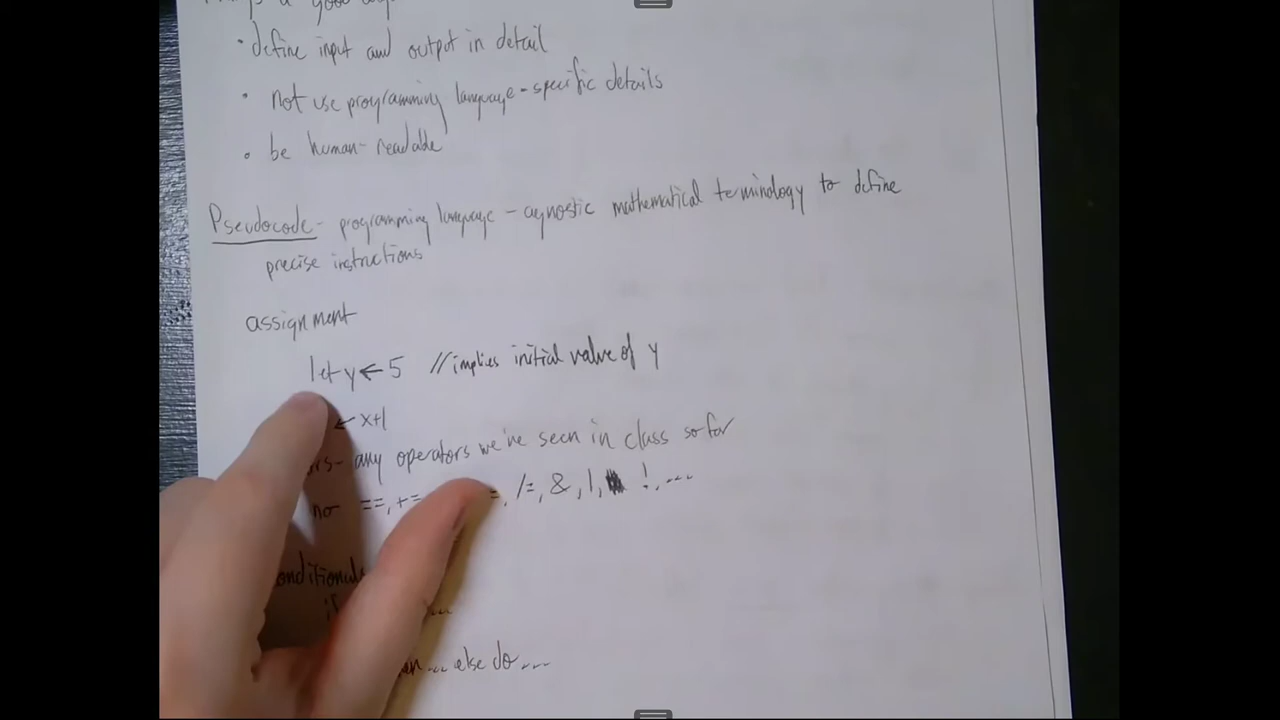 • define input and output in detail
• not use programming language-specific details
• be human-readable
Pseudocode- programming language-agnostic mathematical terminology to define
precise instructions
assignment
let y ← 5 //implies initial value of y
← x+1
any operators we've seen in class so far
no ==, += =, /=, &, |, !, ...
if ...
... else do ...